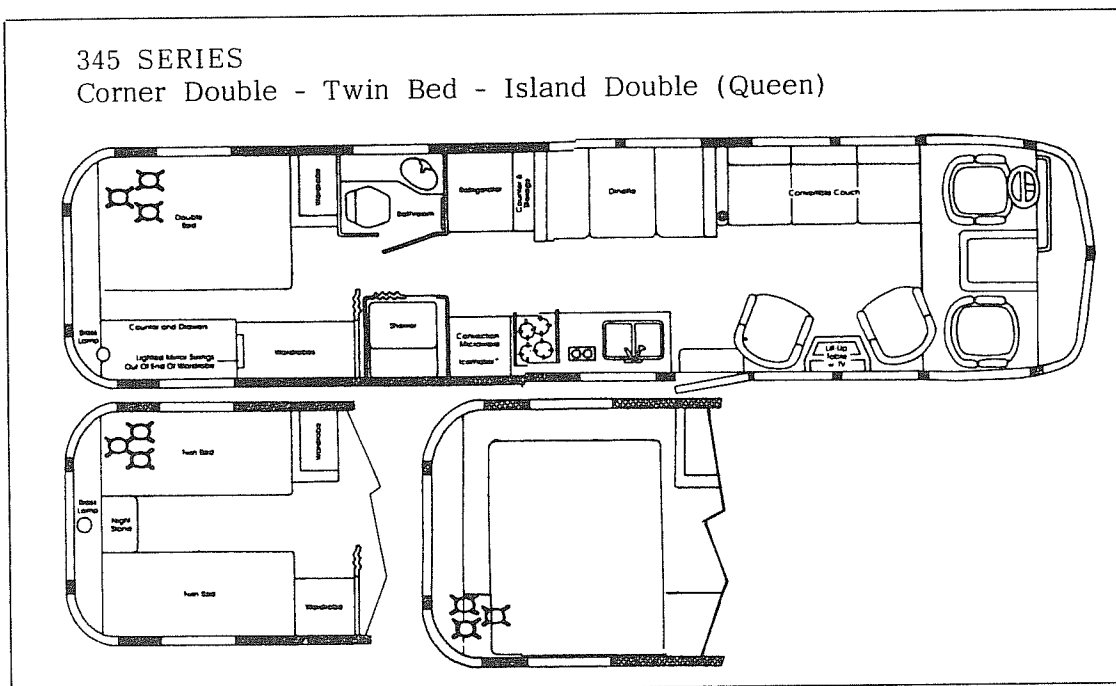 345 SERIES
Corner Double - Twin Bed - Island Double (Queen)
Double
Bed
Wardrobe
Bathroom
Refrigerator
Counter &
Storage
Dinette
Convertible Couch
Brass
Lamp
Counter and Drawers
Lighted Mirror Swings
Out Of End Of Wardrobe
Wardrobes
Shower
Convection
Microwave
Icemaker*
Lift-Up
Table
w TV
Twin Bed
Wardrobe
Brass
Lamp
Night
Stand
Twin Bed
Wardrobe